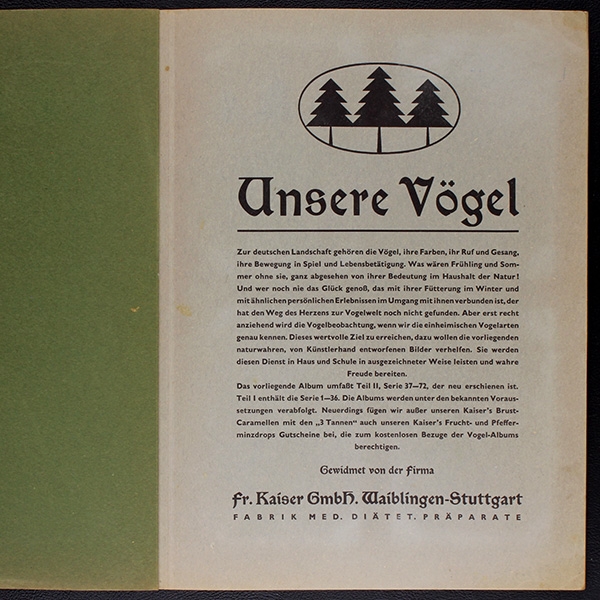 Unsere Vögel
Zur deutschen Landschaft gehören die Vögel, ihre Farben, ihr Ruf und Gesang,
ihre Bewegung in Spiel und Lebensbetätigung. Was wären Frühling und Som-
mer ohne sie, ganz abgesehen von ihrer Bedeutung im Haushalt der Natur!
Und wer noch nie das Glück genoß, das mit ihrer Fütterung im Winter und
mit ähnlichen persönlichen Erlebnissen im Umgang mit ihnen verbunden ist, der
hat den Weg des Herzens zur Vogelwelt noch nicht gefunden. Aber erst recht
anziehend wird die Vogelbeobachtung, wenn wir die einheimischen Vogelarten
genau kennen. Dieses wertvolle Ziel zu erreichen, dazu wollen die vorliegenden
naturwahren, von Künstlerhand entworfenen Bilder verhelfen. Sie werden
diesen Dienst in Haus und Schule in ausgezeichneter Weise leisten und wahre
Freude bereiten.
Das vorliegende Album umfaßt Teil II, Serie 37—72, der neu erschienen ist.
Teil I enthält die Serie 1—36. Die Albums werden unter den bekannten Voraus-
setzungen verabfolgt. Neuerdings fügen wir außer unseren Kaiser's Brust-
Caramellen mit den „3 Tannen" auch unseren Kaiser's Frucht- und Pfeffer-
minzdrops Gutscheine bei, die zum kostenlosen Bezuge der Vogel-Albums
berechtigen.
Gewidmet von der Firma
Fr. Kaiser GmbH. Waiblingen-Stuttgart
FABRIK MED. DIÄTET. PRÄPARATE